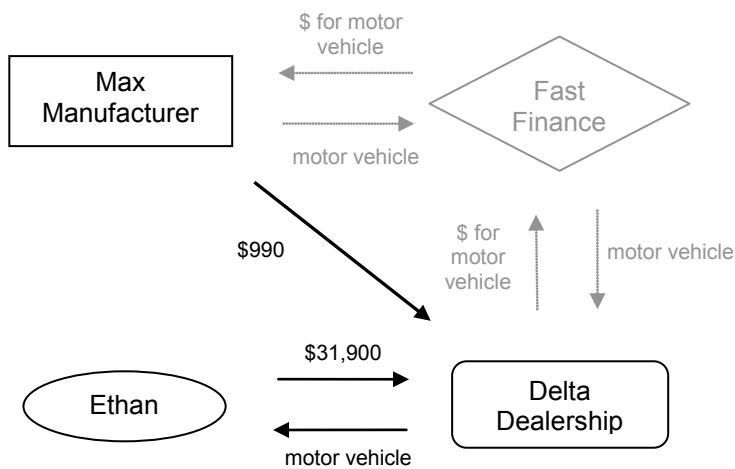 $ for motor
vehicle
Max
Manufacturer
Fast
Finance
motor vehicle
$990
$ for
motor
vehicle
motor vehicle
$31,900
Ethan
Delta
Dealership
motor vehicle